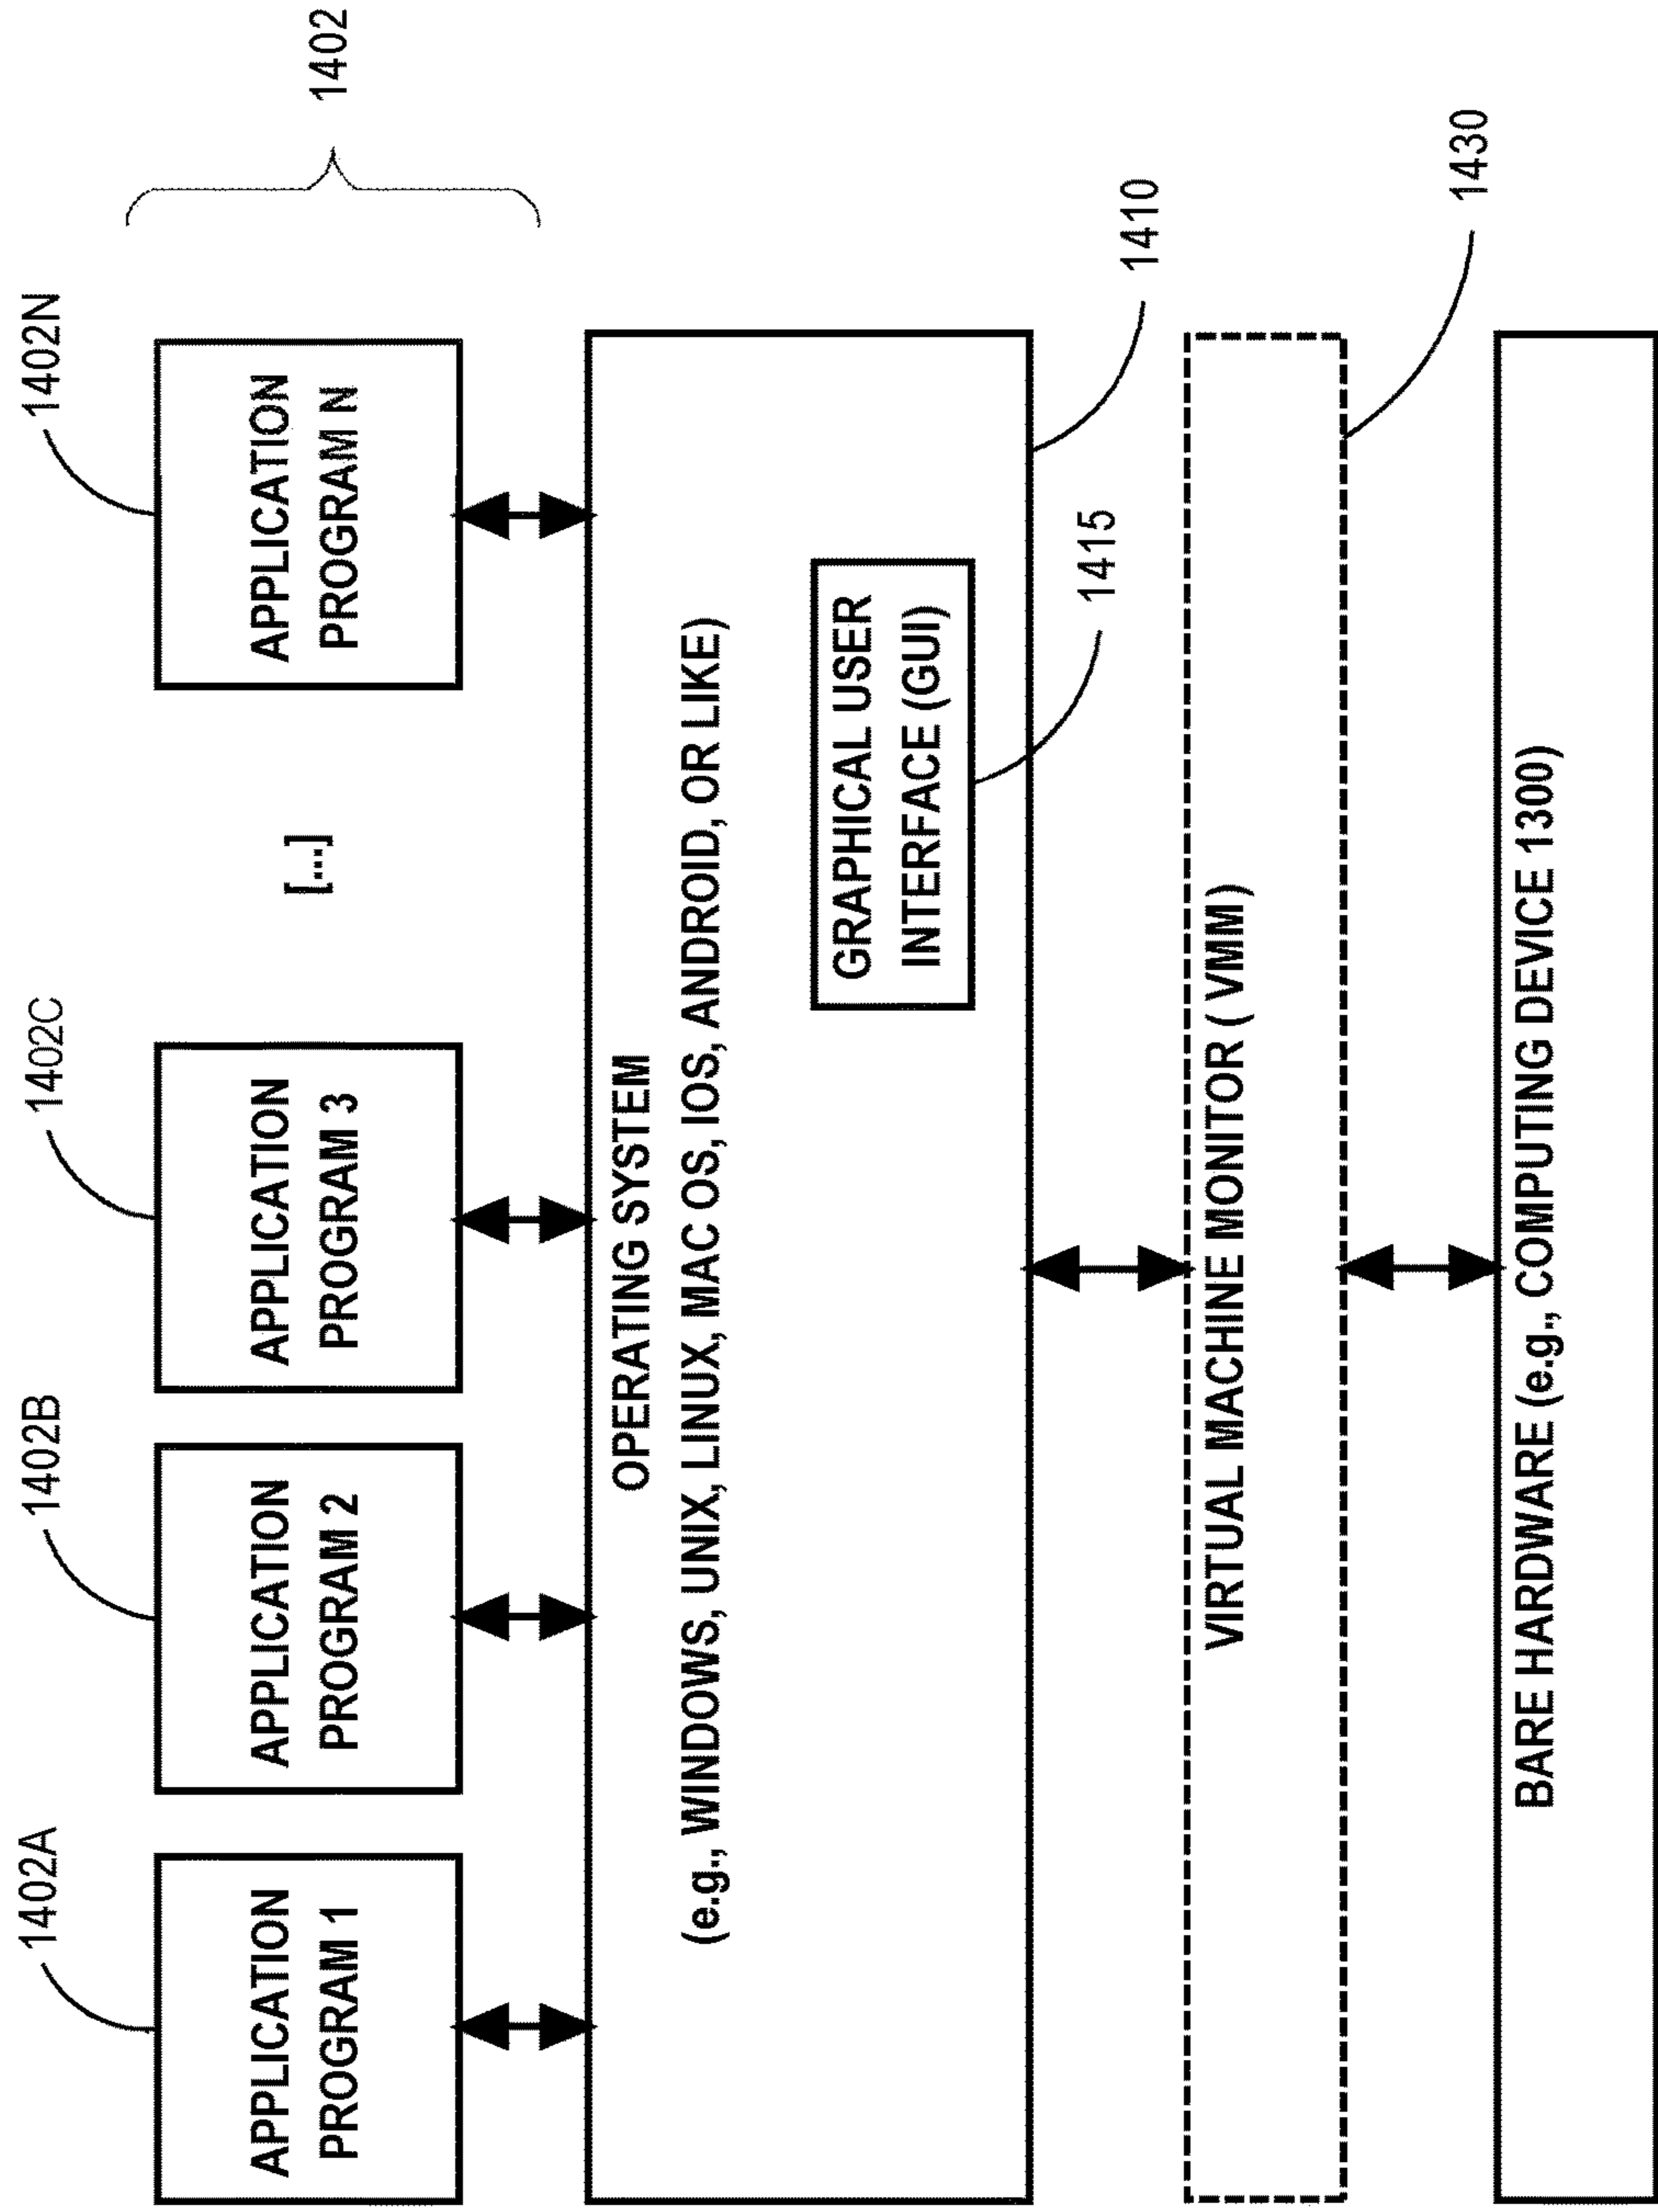 1402A
1402B
1402C
1402N
APPLICATION
PROGRAM 1
APPLICATION
PROGRAM 2
APPLICATION
PROGRAM 3
[...]
APPLICATION
PROGRAM N
1402
OPERATING SYSTEM
(e.g., WINDOWS, UNIX, LINUX, MAC OS, IOS, ANDROID, OR LIKE)
GRAPHICAL USER
INTERFACE (GUI)
1415
1410
VIRTUAL MACHINE MONITOR ( VMM)
1430
BARE HARDWARE (e.g., COMPUTING DEVICE 1300)